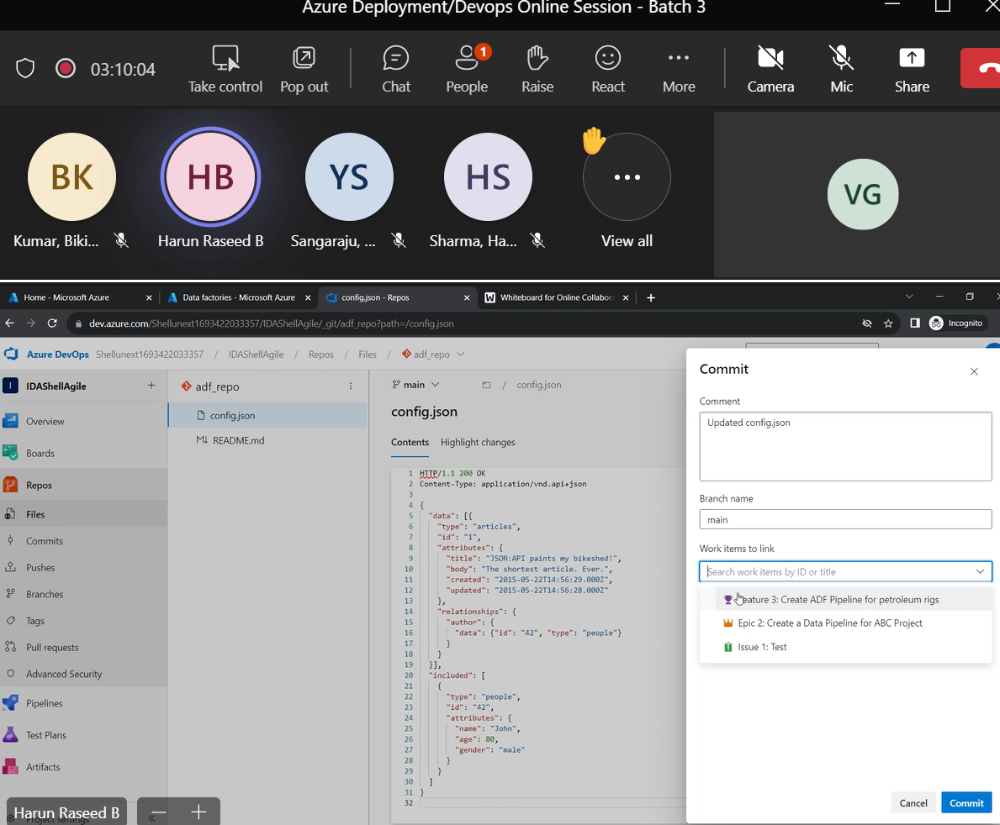 Azure Deployment/Devops Online Session - Batch 3
03:10:04
Take control
Pop out
Chat
1
People
Raise
React
More
Camera
Mic
Share
BK
HB
YS
HS
VG
Kumar, Biki...
Harun Raseed B
Sangaraju, ...
Sharma, Ha...
View all
Home - Microsoft Azure
Data factories - Microsoft Azure
config.json - Repos
Whiteboard for Online Collabora
dev.azure.com/Shellunext1693422033357/IDAShellAgile/_git/adf_repo?path=/config.json
Incognito
Azure DevOps
Shellunext1693422033357 / IDAShellAgile / Repos / Files / adf_repo
I
IDAShellAgile
Overview
Boards
Repos
Files
Commits
Pushes
Branches
Tags
Pull requests
Advanced Security
Pipelines
Test Plans
Artifacts
Project settings
Harun Raseed B
adf_repo
config.json
README.md
main
/ config.json
config.json
Contents
Highlight changes
1 HTTP/1.1 200 OK
2 Content-Type: application/vnd.api+json
3
4 {
5 "data": [{
6 "type": "articles",
7 "id": "1",
8 "attributes": {
9 "title": "JSON:API paints my bikeshed!",
10 "body": "The shortest article. Ever.",
11 "created": "2015-05-22T14:56:29.000Z",
12 "updated": "2015-05-22T14:56:28.000Z"
13 },
14 "relationships": {
15 "author": {
16 "data": {"id": "42", "type": "people"}
17 }
18 }
19 }],
20 "included": [
21 {
22 "type": "people",
23 "id": "42",
24 "attributes": {
25 "name": "John",
26 "age": 80,
27 "gender": "male"
28 }
29 }
30 ]
31 }
32
Commit
Comment
Updated config.json
Branch name
main
Work items to link
Search work items by ID or title
Feature 3: Create ADF Pipeline for petroleum rigs
Epic 2: Create a Data Pipeline for ABC Project
Issue 1: Test
Cancel
Commit